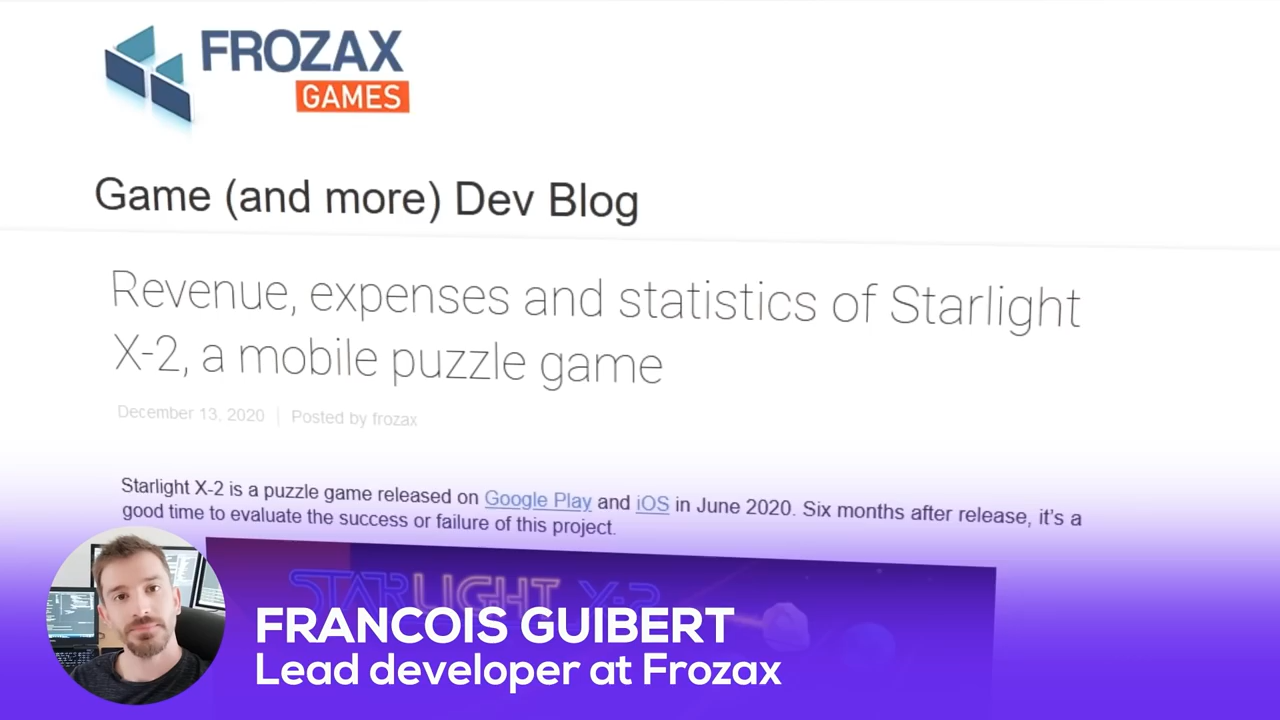 FROZAX
GAMES
Game (and more) Dev Blog
Revenue, expenses and statistics of Starlight
X-2, a mobile puzzle game
December 13, 2020 | Posted by frozax
Starlight X-2 is a puzzle game released on Google Play and iOS in June 2020. Six months after release, it’s a
good time to evaluate the success or failure of this project.
STARLIGHT X-2
FRANCOIS GUIBERT
Lead developer at Frozax